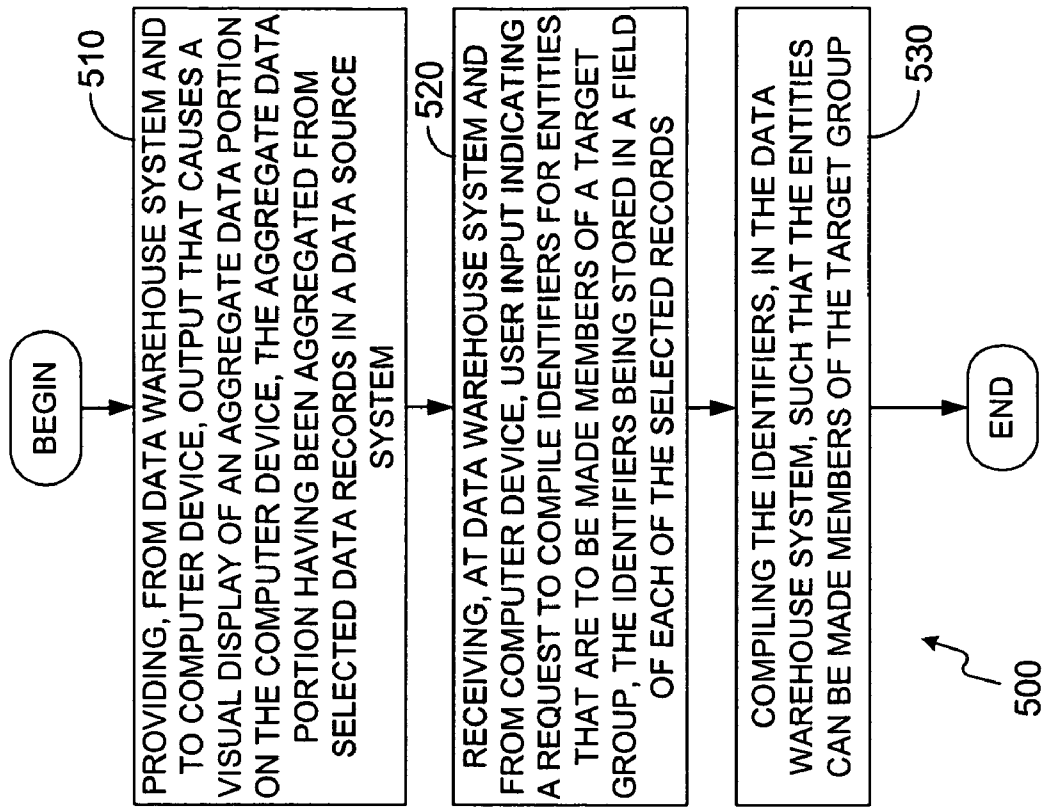 BEGIN
510
PROVIDING, FROM DATA WAREHOUSE SYSTEM AND
TO COMPUTER DEVICE, OUTPUT THAT CAUSES A
VISUAL DISPLAY OF AN AGGREGATE DATA PORTION
ON THE COMPUTER DEVICE, THE AGGREGATE DATA
PORTION HAVING BEEN AGGREGATED FROM
SELECTED DATA RECORDS IN A DATA SOURCE
SYSTEM
520
RECEIVING, AT DATA WAREHOUSE SYSTEM AND
FROM COMPUTER DEVICE, USER INPUT INDICATING
A REQUEST TO COMPILE IDENTIFIERS FOR ENTITIES
THAT ARE TO BE MADE MEMBERS OF A TARGET
GROUP, THE IDENTIFIERS BEING STORED IN A FIELD
OF EACH OF THE SELECTED RECORDS
530
COMPILING THE IDENTIFIERS, IN THE DATA
WAREHOUSE SYSTEM, SUCH THAT THE ENTITIES
CAN BE MADE MEMBERS OF THE TARGET GROUP
END
500